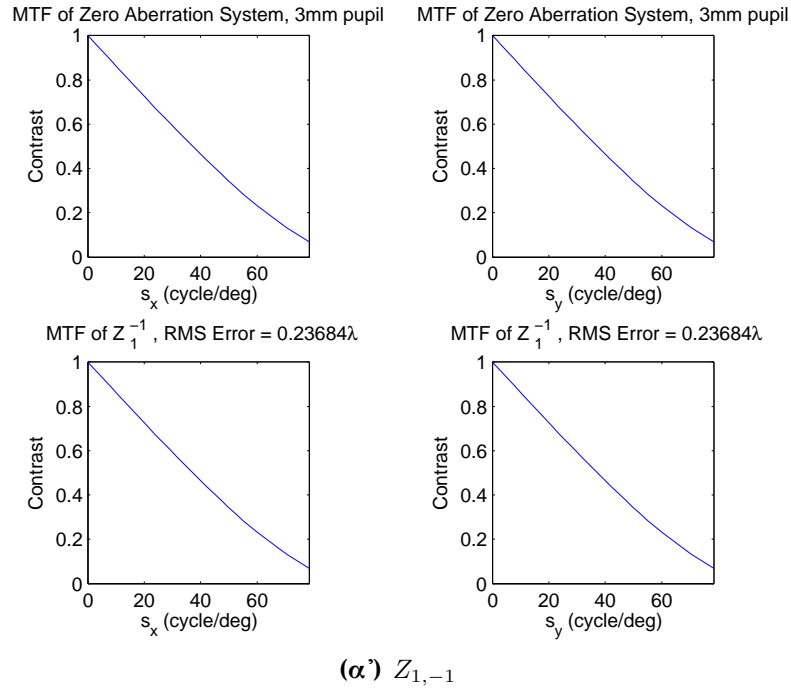 MTF of Zero Aberration System, 3mm pupil
1
0.8
0.6
0.4
0.2
0
Contrast
0 20 40 60
s_x (cycle/deg)
MTF of Zero Aberration System, 3mm pupil
1
0.8
0.6
0.4
0.2
0
Contrast
0 20 40 60
s_y (cycle/deg)
MTF of Z_1^{-1}, RMS Error = 0.23684λ
1
0.8
0.6
0.4
0.2
0
Contrast
0 20 40 60
s_x (cycle/deg)
MTF of Z_1^{-1}, RMS Error = 0.23684λ
1
0.8
0.6
0.4
0.2
0
Contrast
0 20 40 60
s_y (cycle/deg)
(α’) Z_{1,−1}